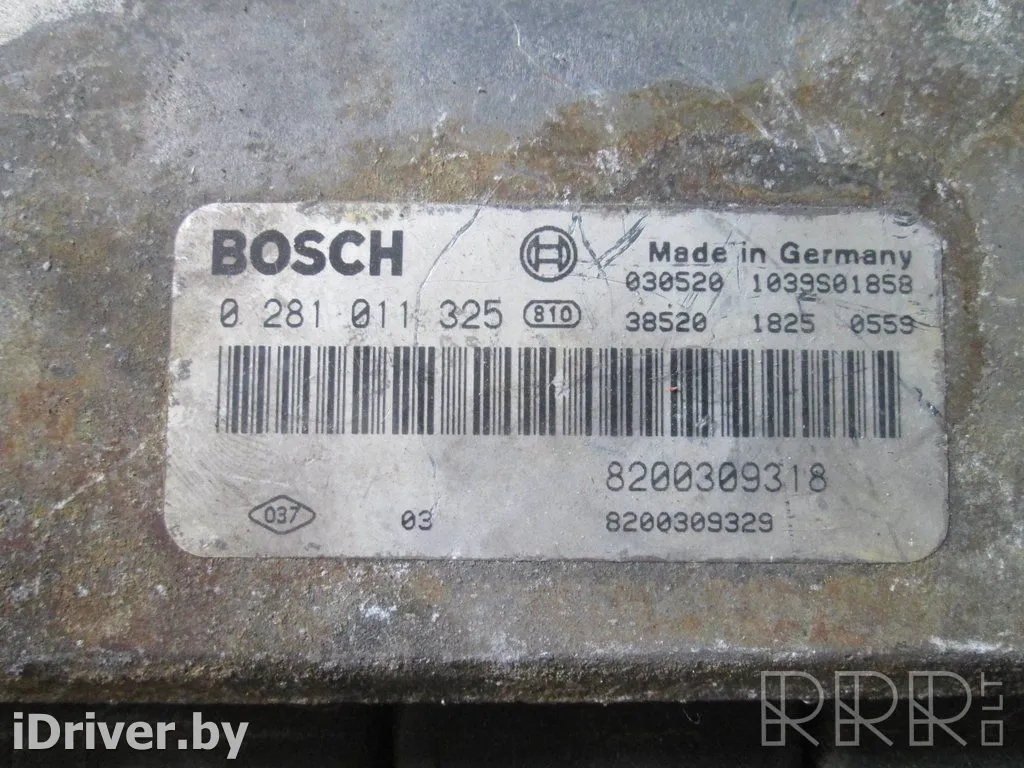 BOSCH
Made in Germany
030520 1039S01858
0 281 011 325 810
38520 1825 0559
8200309318
037 03 8200309329
iDriver.by
RRR.LT